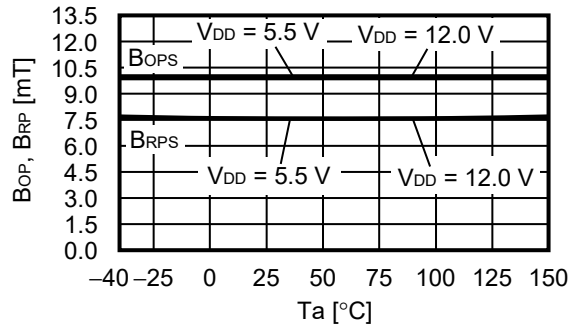 13.5
12.0
10.5
9.0
7.5
6.0
4.5
3.0
1.5
0.0
BOP, BRP [mT]
VDD = 5.5 V
VDD = 12.0 V
BOPS
BRPS
VDD = 5.5 V
VDD = 12.0 V
−40 −25 0 25 50 75 100 125 150
Ta [°C]